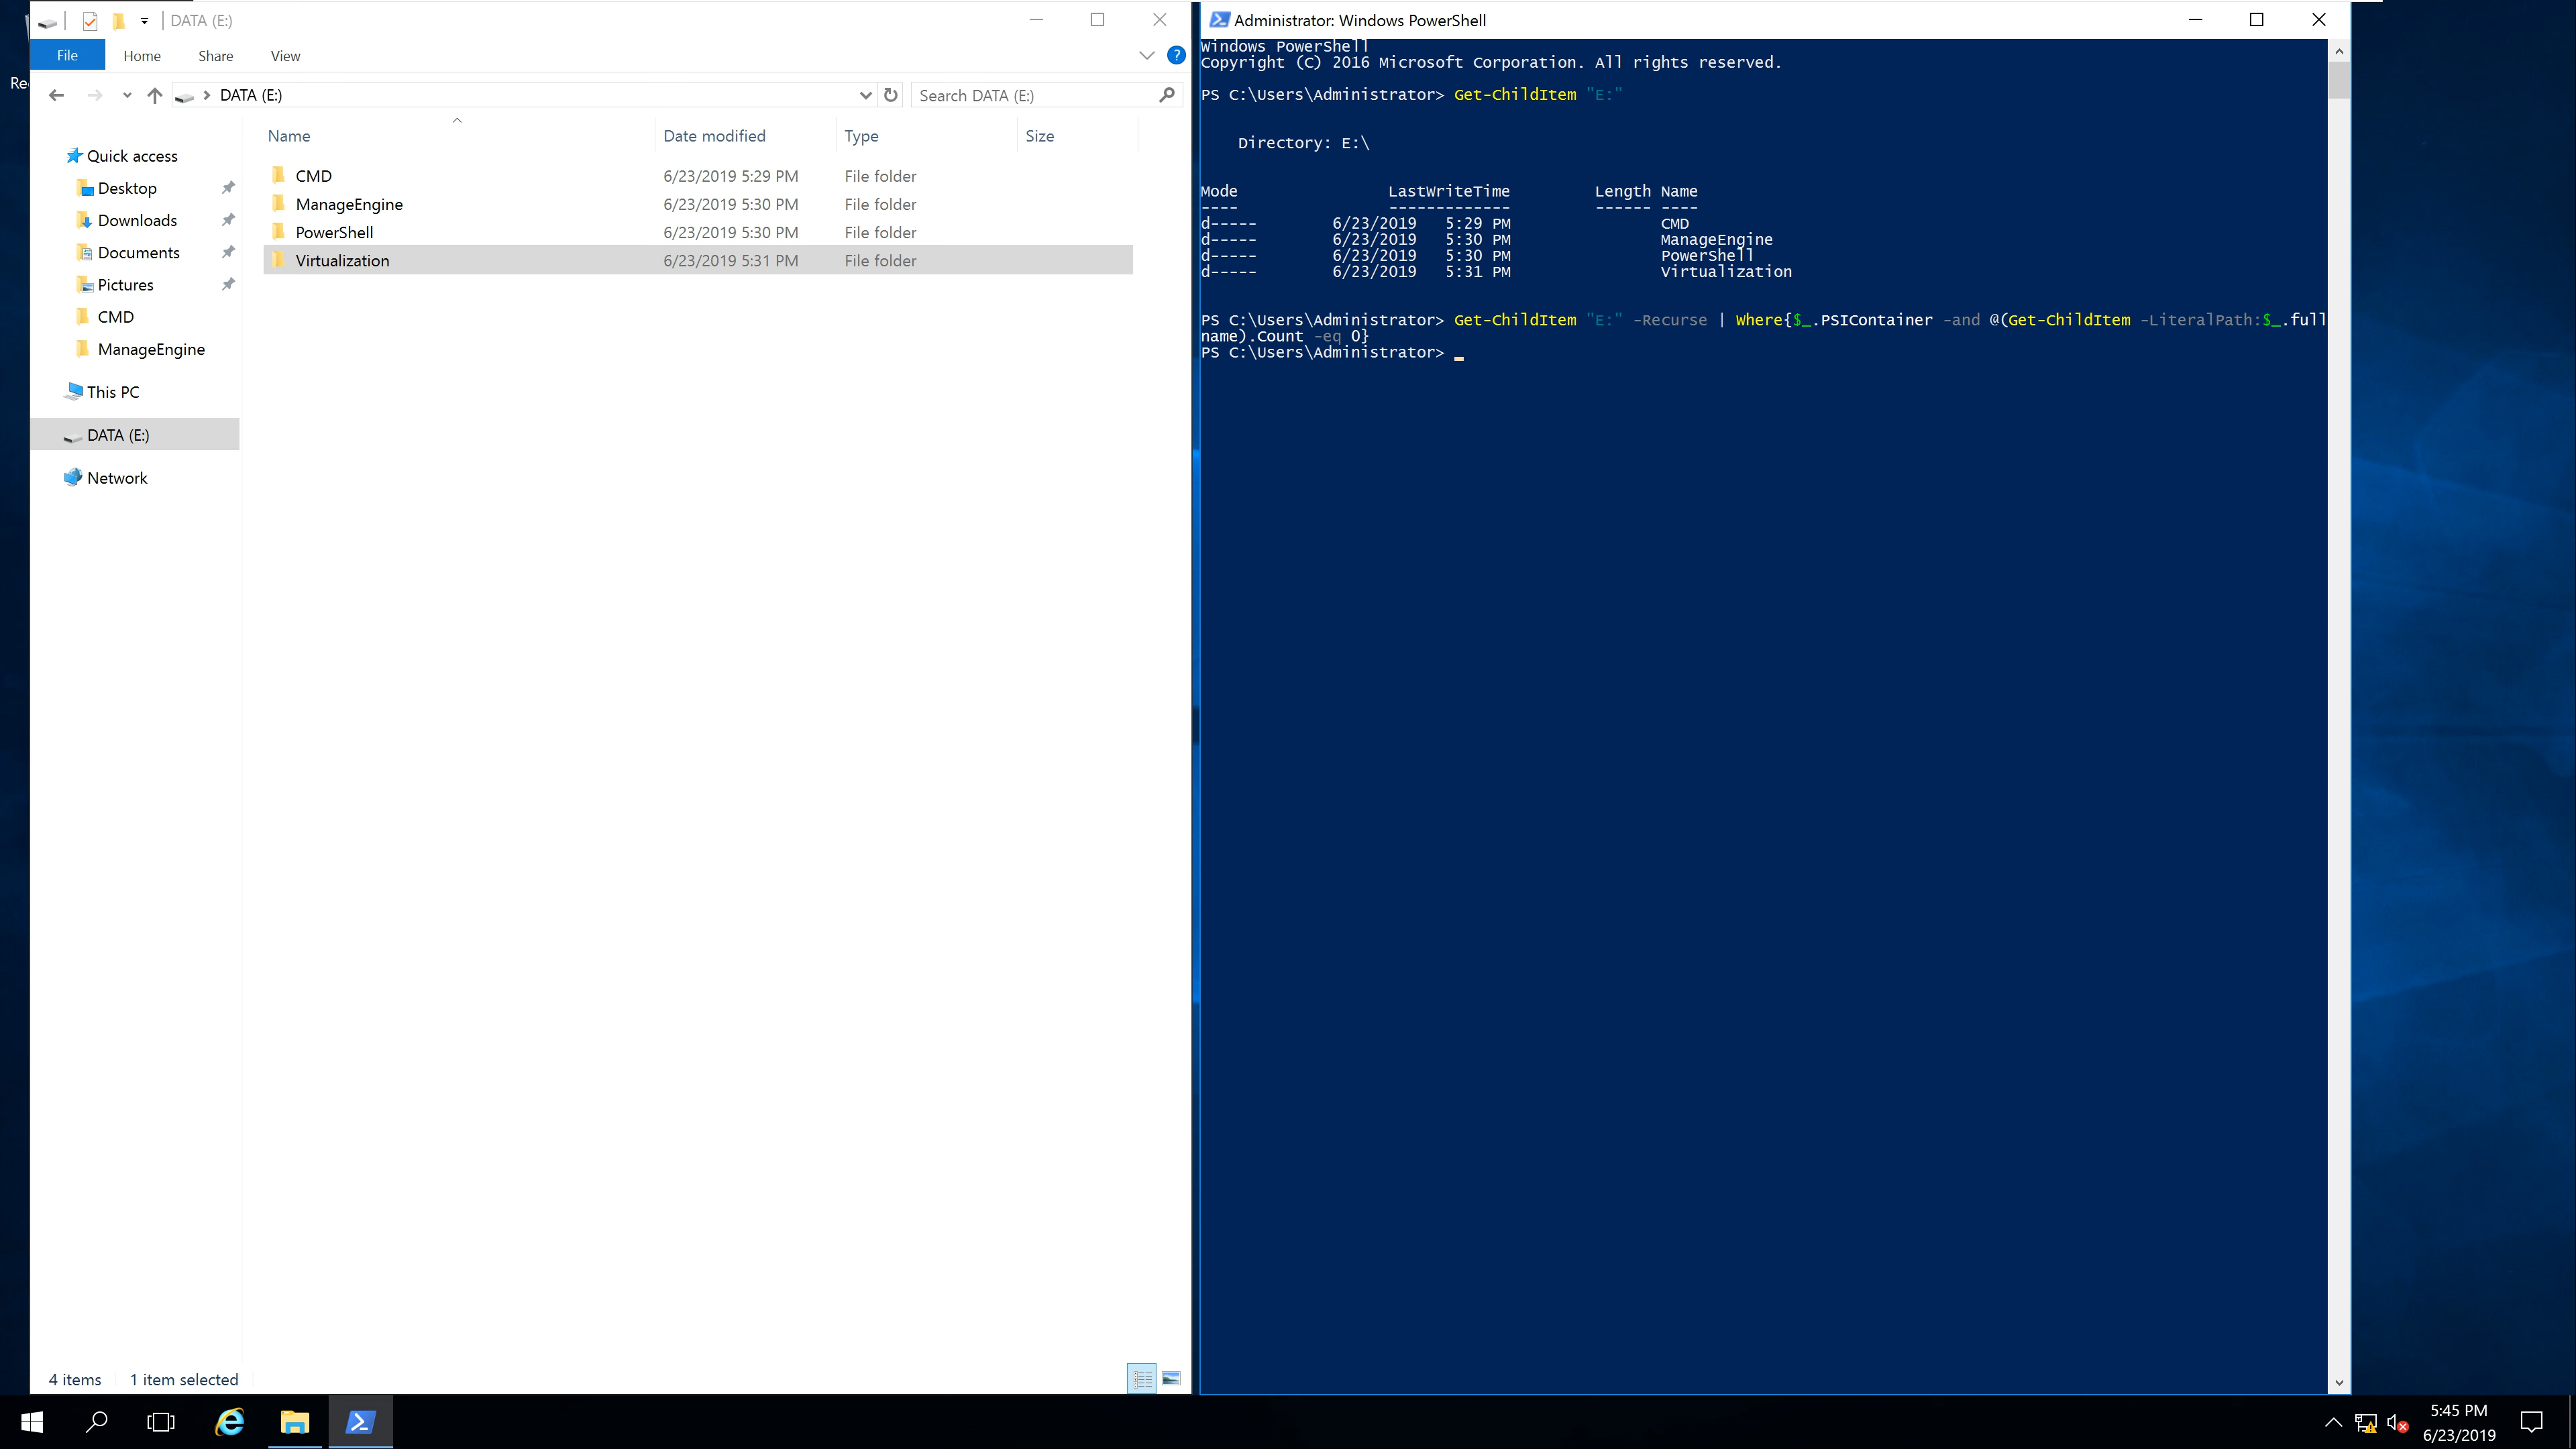 DATA (E:)
File Home Share View
?
DATA (E:)
Search DATA (E:)
Name Date modified Type Size
Quick access
Desktop
Downloads
Documents
Pictures
CMD
ManageEngine
This PC
DATA (E:)
Network
CMD 6/23/2019 5:29 PM File folder
ManageEngine 6/23/2019 5:30 PM File folder
PowerShell 6/23/2019 5:30 PM File folder
Virtualization 6/23/2019 5:31 PM File folder
4 items 1 item selected
Administrator: Windows PowerShell
Windows PowerShell
Copyright (C) 2016 Microsoft Corporation. All rights reserved.
PS C:\Users\Administrator> Get-ChildItem "E:"
Directory: E:\
Mode LastWriteTime Length Name
---- ------------- ------ ----
d----- 6/23/2019 5:29 PM CMD
d----- 6/23/2019 5:30 PM ManageEngine
d----- 6/23/2019 5:30 PM PowerShell
d----- 6/23/2019 5:31 PM Virtualization
PS C:\Users\Administrator> Get-ChildItem "E:" -Recurse | Where{$_.PSIContainer -and @(Get-ChildItem -LiteralPath:$_.full
name).Count -eq 0}
PS C:\Users\Administrator> _
5:45 PM
6/23/2019